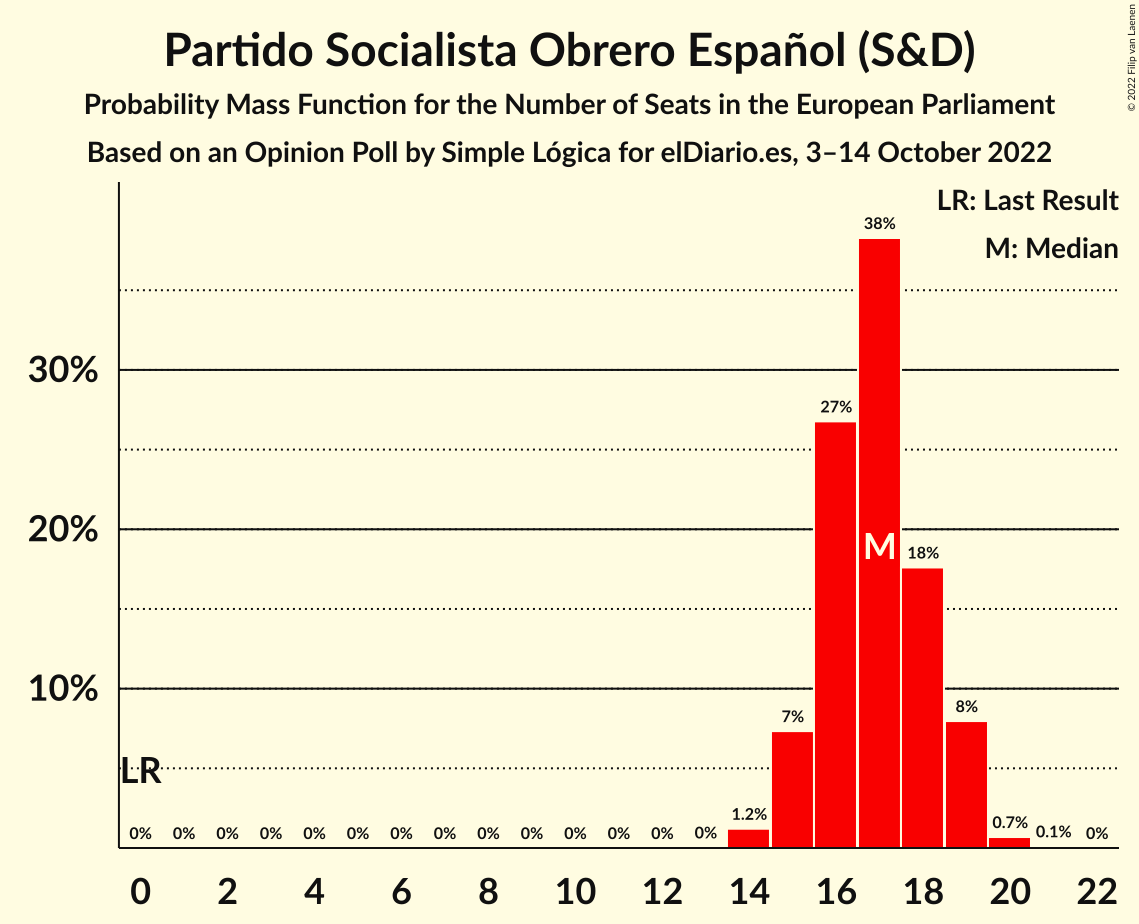 Partido Socialista Obrero Español (S&D)
Probability Mass Function for the Number of Seats in the European Parliament
Based on an Opinion Poll by Simple Lógica for elDiario.es, 3–14 October 2022
© 2022 Filip van Laenen
LR: Last Result
M: Median
38%
30%
27%
20%
M
18%
10%
8%
7%
LR
1.2%
0.7%
0% 0% 0% 0% 0% 0% 0% 0% 0% 0% 0% 0% 0% 0% 0.1% 0%
0 2 4 6 8 10 12 14 16 18 20 22